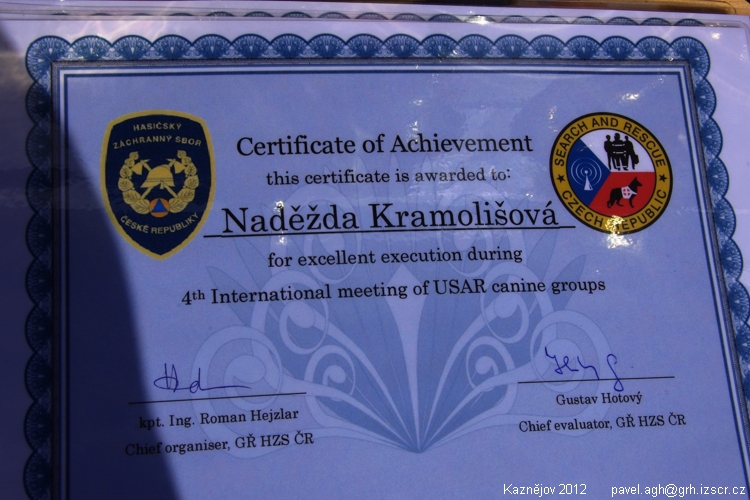 HASIČSKÝ
ZÁCHRANNÝ SBOR
ČESKÉ REPUBLIKY
SEARCH AND RESCUE
CZECH REPUBLIC
Certificate of Achievement
this certificate is awarded to:
Naděžda Kramolišová
for excellent execution during
4th International meeting of USAR canine groups
kpt. Ing. Roman Hejzlar
Chief organiser, GŘ HZS ČR
Gustav Hotový
Chief evaluator, GŘ HZS ČR
Kaznějov 2012 pavel.agh@grh.izscr.cz